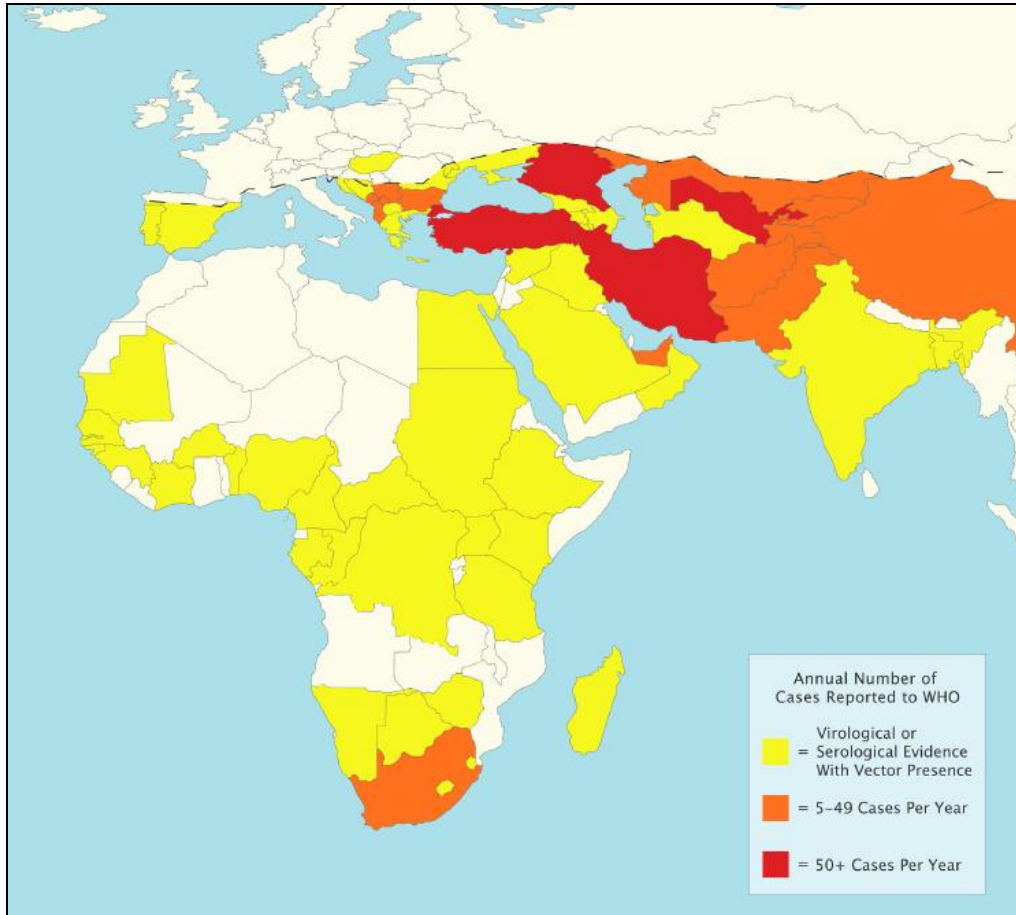 Annual Number of
Cases Reported to WHO
Virological or
= Serological Evidence
With Vector Presence
= 5–49 Cases Per Year
= 50+ Cases Per Year